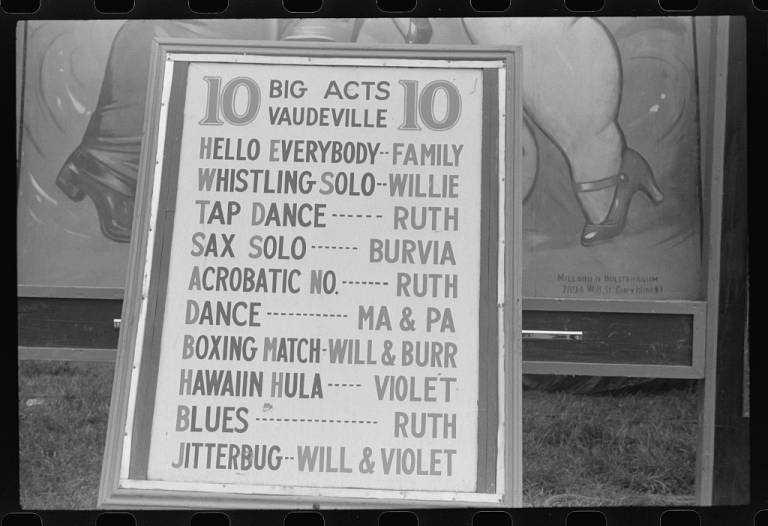 10 BIG ACTS 10
VAUDEVILLE
HELLO EVERYBODY--FAMILY
WHISTLING SOLO--WILLIE
TAP DANCE ------ RUTH
SAX SOLO ------- BURVIA
ACROBATIC NO.------- RUTH
DANCE ------------ MA & PA
BOXING MATCH-WILL & BURR
HAWAIIN HULA ----- VIOLET
BLUES ------------------ RUTH
JITTERBUG--WILL & VIOLET
MILLARD &